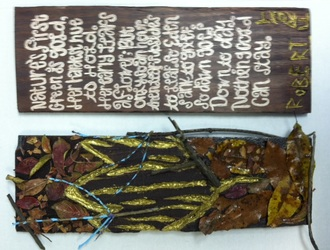 Nature's first
Green is gold,
Her hardest hue
to Hold.
Her early leafs
a flower; But
only so an hour.
Then leaf subsides
to leaf. So Eden
sank to grief,
So dawn goes
Down to day.
Nothing gold
Can stay.
ROBERT